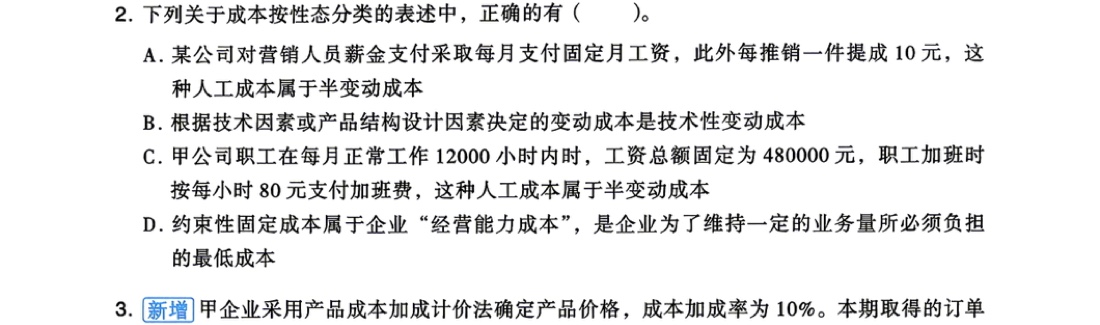 2. 下列关于成本按性态分类的表述中，正确的有（　　）。
A. 某公司对营销人员薪金支付采取每月支付固定月工资，此外每推销一件提成 10 元，这
种人工成本属于半变动成本
B. 根据技术因素或产品结构设计因素决定的变动成本是技术性变动成本
C. 甲公司职工在每月正常工作 12000 小时内时，工资总额固定为 480000 元，职工加班时
按每小时 80 元支付加班费，这种人工成本属于半变动成本
D. 约束性固定成本属于企业“经营能力成本”，是企业为了维持一定的业务量所必须负担
的最低成本
3. 新增 甲企业采用产品成本加成计价法确定产品价格，成本加成率为 10%。本期取得的订单